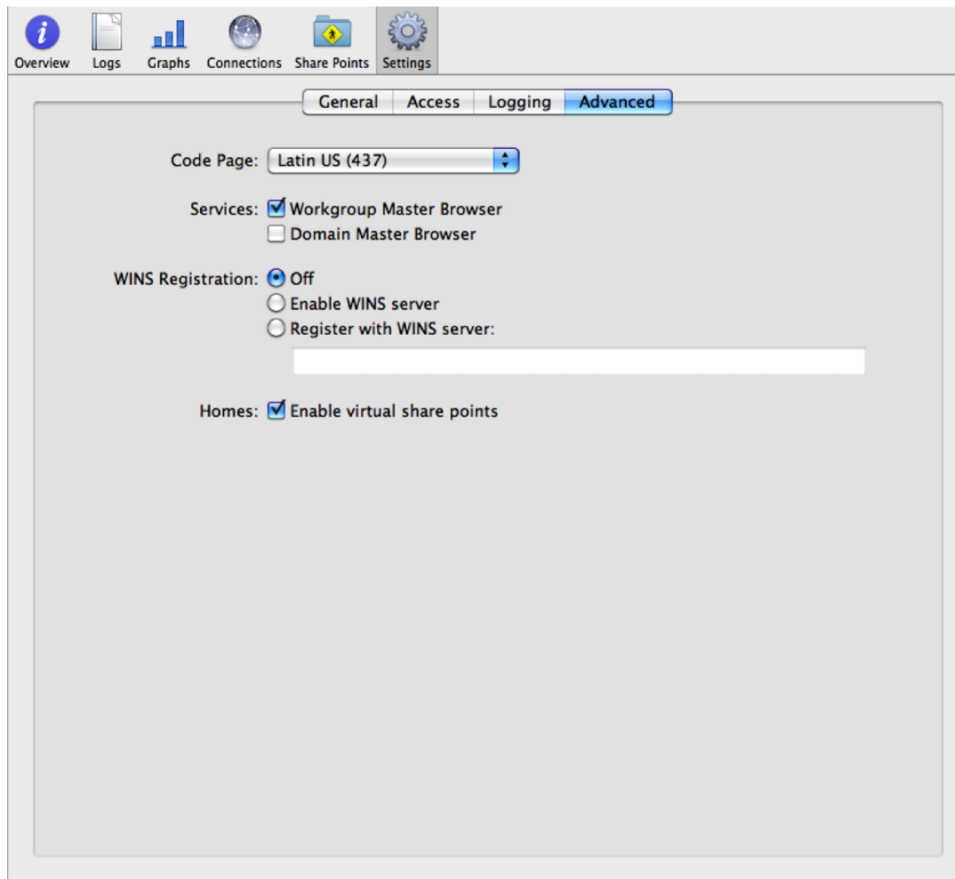 Overview Logs Graphs Connections Share Points Settings
General Access Logging Advanced
Code Page: Latin US (437)
Services: Workgroup Master Browser
Domain Master Browser
WINS Registration: Off
Enable WINS server
Register with WINS server:
Homes: Enable virtual share points